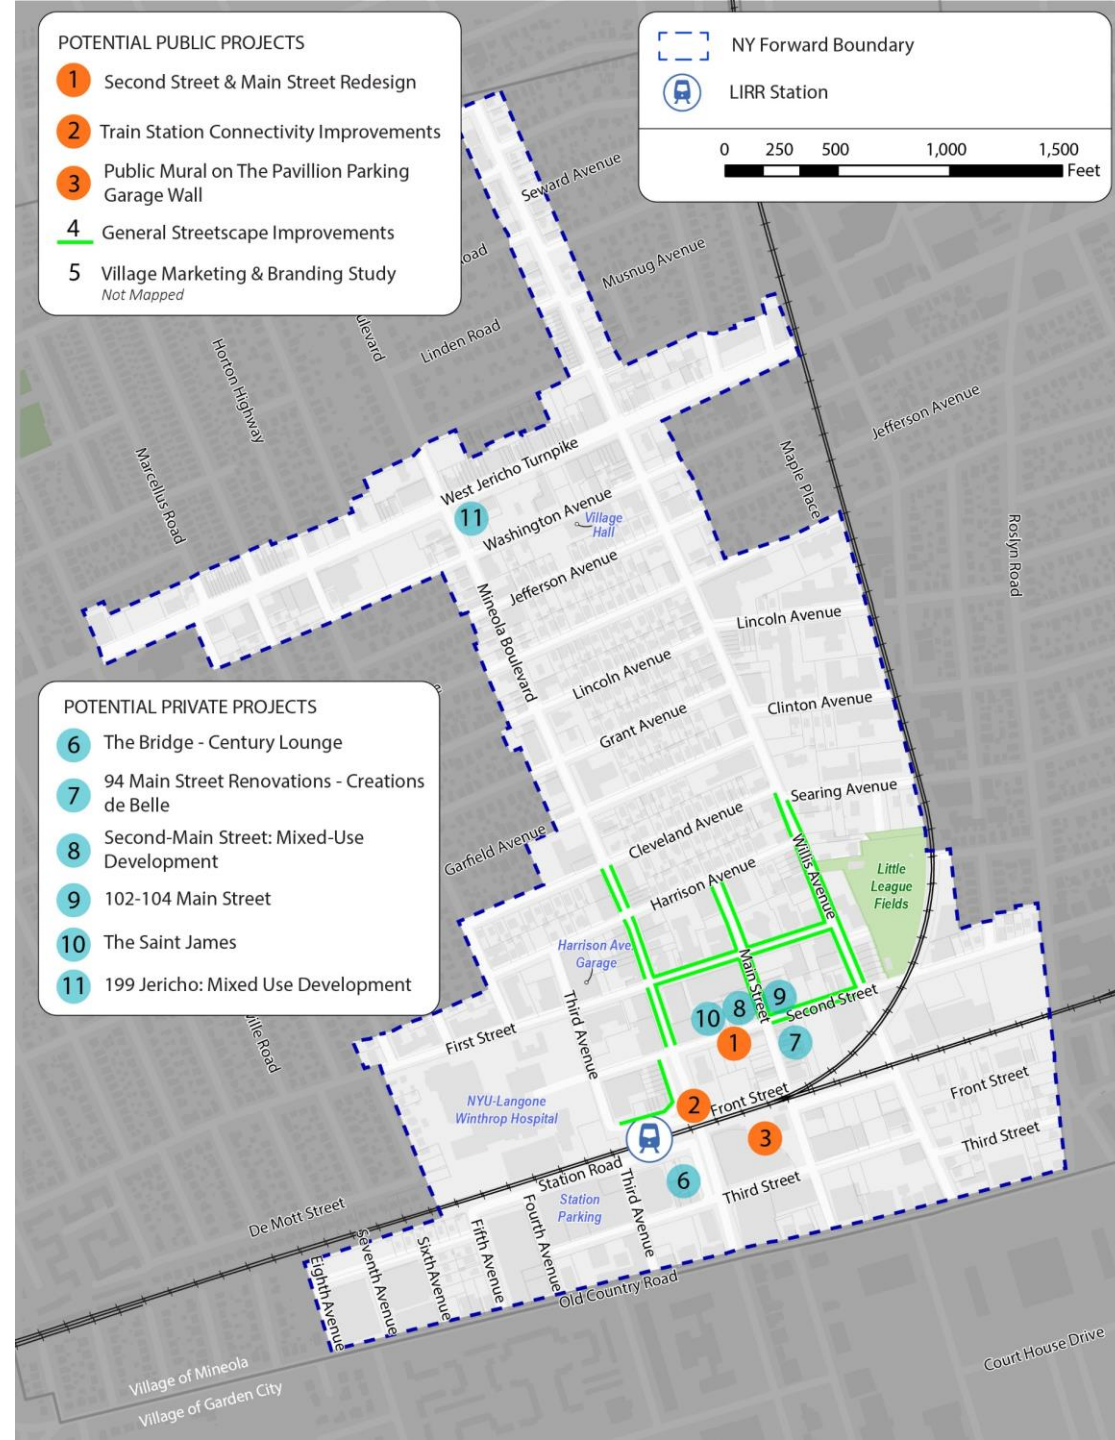 POTENTIAL PUBLIC PROJECTS
1 Second Street & Main Street Redesign
2 Train Station Connectivity Improvements
3 Public Mural on The Pavillion Parking
Garage Wall
4 General Streetscape Improvements
5 Village Marketing & Branding Study
Not Mapped
NY Forward Boundary
LIRR Station
0 250 500 1,000 1,500
Feet
Seward Avenue
Musnug Avenue
oad
ulevard
Linden Road
Horton Highway
Jefferson Avenue
Marcellus Road
Maple Place
West Jericho Turnpike
11
Washington Avenue
Village
Hall
Roslyn Road
Jefferson Avenue
Mineola Boulevard
Lincoln Avenue
Lincoln Avenue
Clinton Avenue
Grant Avenue
POTENTIAL PRIVATE PROJECTS
6 The Bridge - Century Lounge
7 94 Main Street Renovations - Creations
de Belle
8 Second-Main Street: Mixed-Use
Development
9 102-104 Main Street
10 The Saint James
11 199 Jericho: Mixed Use Development
Searing Avenue
Cleveland Avenue
Garfield Avenue
Willis Avenue
Harrison Avenue
Little
League
Fields
Harrison Ave.
Garage
Main Street
Third Avenue
9
8
10
Second Street
First Street
ville Road
1
7
NYU-Langone
Winthrop Hospital
Front Street
2
Front Street
3
Third Street
Station Road
6
Third Street
Third Avenue
Station
Parking
De Mott Street
Fourth Avenue
Fifth Avenue
Sixth Avenue
Seventh Avenue
Eighth Avenue
Old Country Road
Court House Drive
Village of Mineola
Village of Garden City